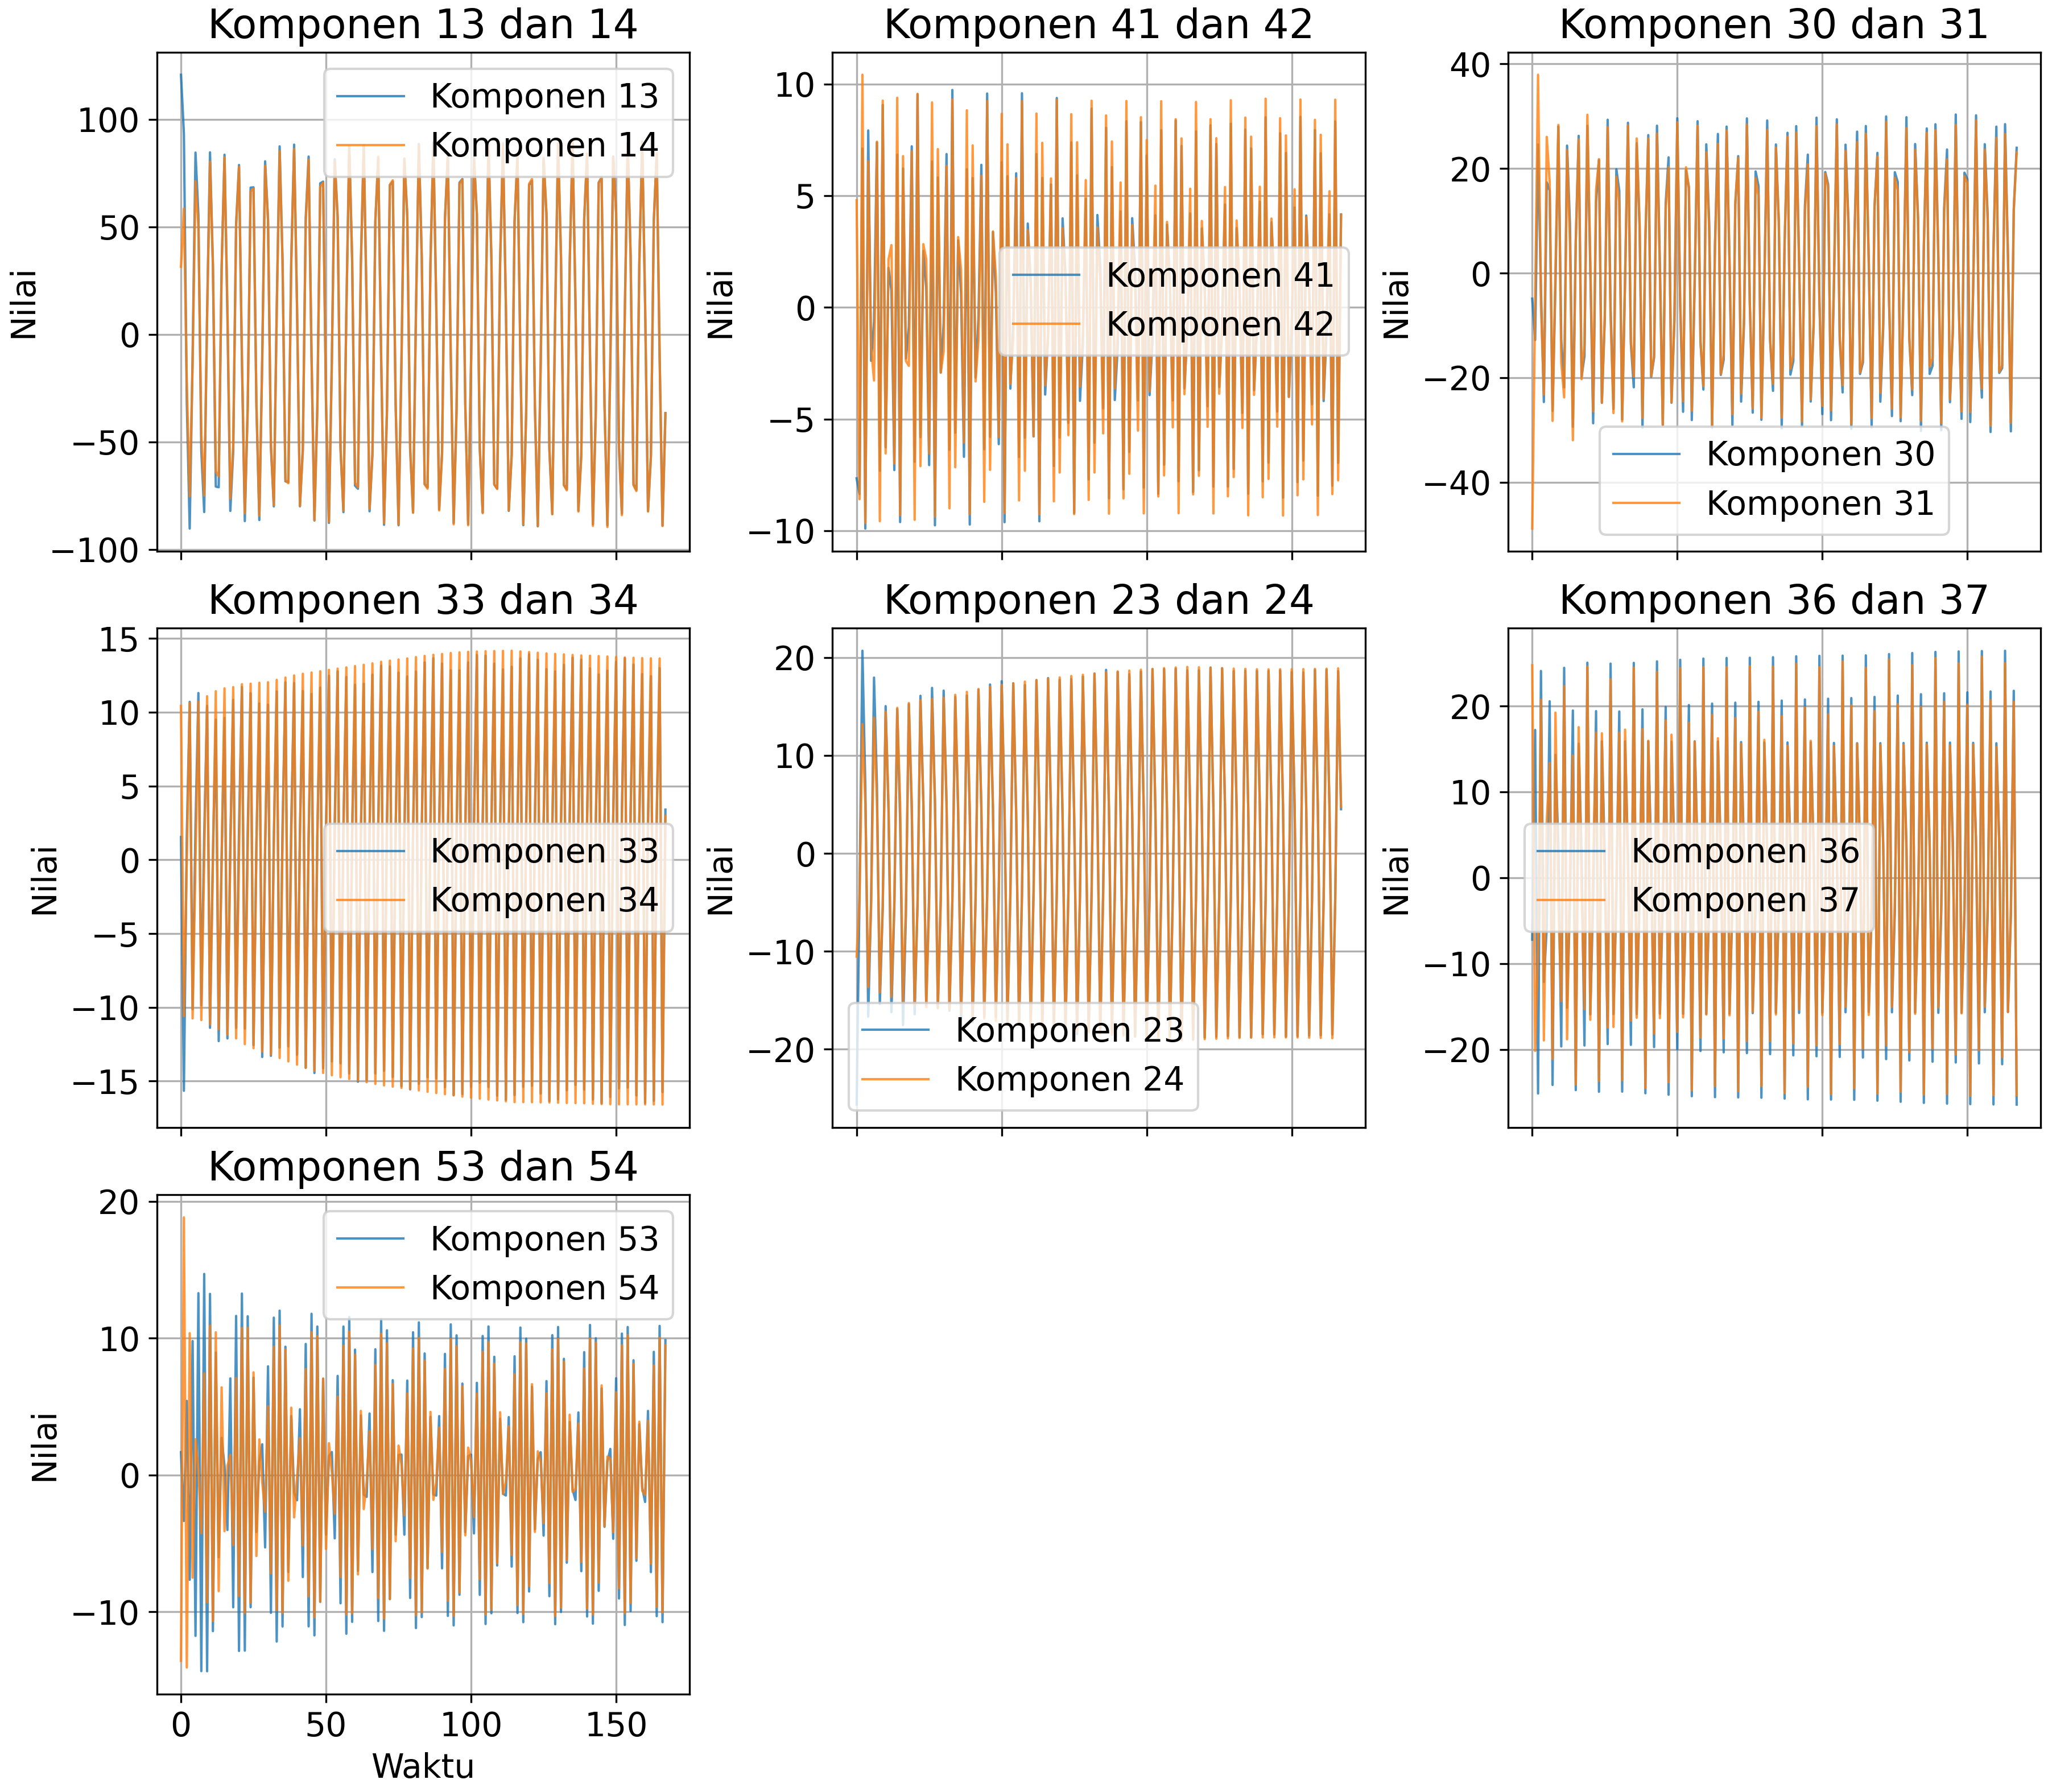 Komponen 13 dan 14
Nilai
100
50
0
−50
−100
Komponen 13
Komponen 14
Komponen 41 dan 42
Nilai
10
5
0
−5
−10
Komponen 41
Komponen 42
Komponen 30 dan 31
Nilai
40
20
0
−20
−40
Komponen 30
Komponen 31
Komponen 33 dan 34
Nilai
15
10
5
0
−5
−10
−15
Komponen 33
Komponen 34
Komponen 23 dan 24
Nilai
20
10
0
−10
−20
Komponen 23
Komponen 24
Komponen 36 dan 37
Nilai
20
10
0
−10
−20
Komponen 36
Komponen 37
Komponen 53 dan 54
Nilai
20
10
0
−10
Komponen 53
Komponen 54
0 50 100 150
Waktu